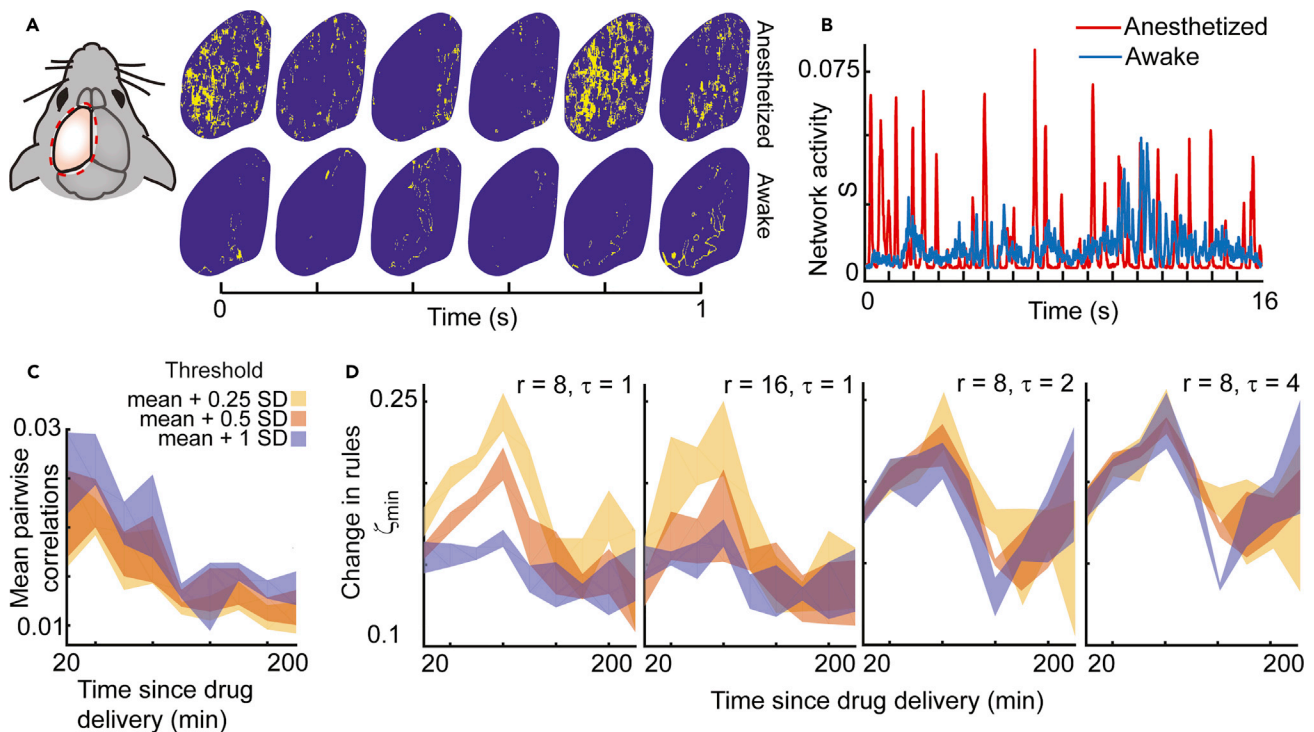 A
Anesthetized
Awake
0
1
Time (s)
B
Anesthetized
Awake
0.075
Network activity
S
0
0
16
Time (s)
C
Threshold
mean + 0.25 SD
mean + 0.5 SD
mean + 1 SD
0.03
Mean pairwise
correlations
0.01
20
200
Time since drug
delivery (min)
D
r = 8, τ = 1
r = 16, τ = 1
r = 8, τ = 2
r = 8, τ = 4
0.25
Change in rules
ζmin
0.1
20
200
20
200
20
200
20
200
Time since drug delivery (min)